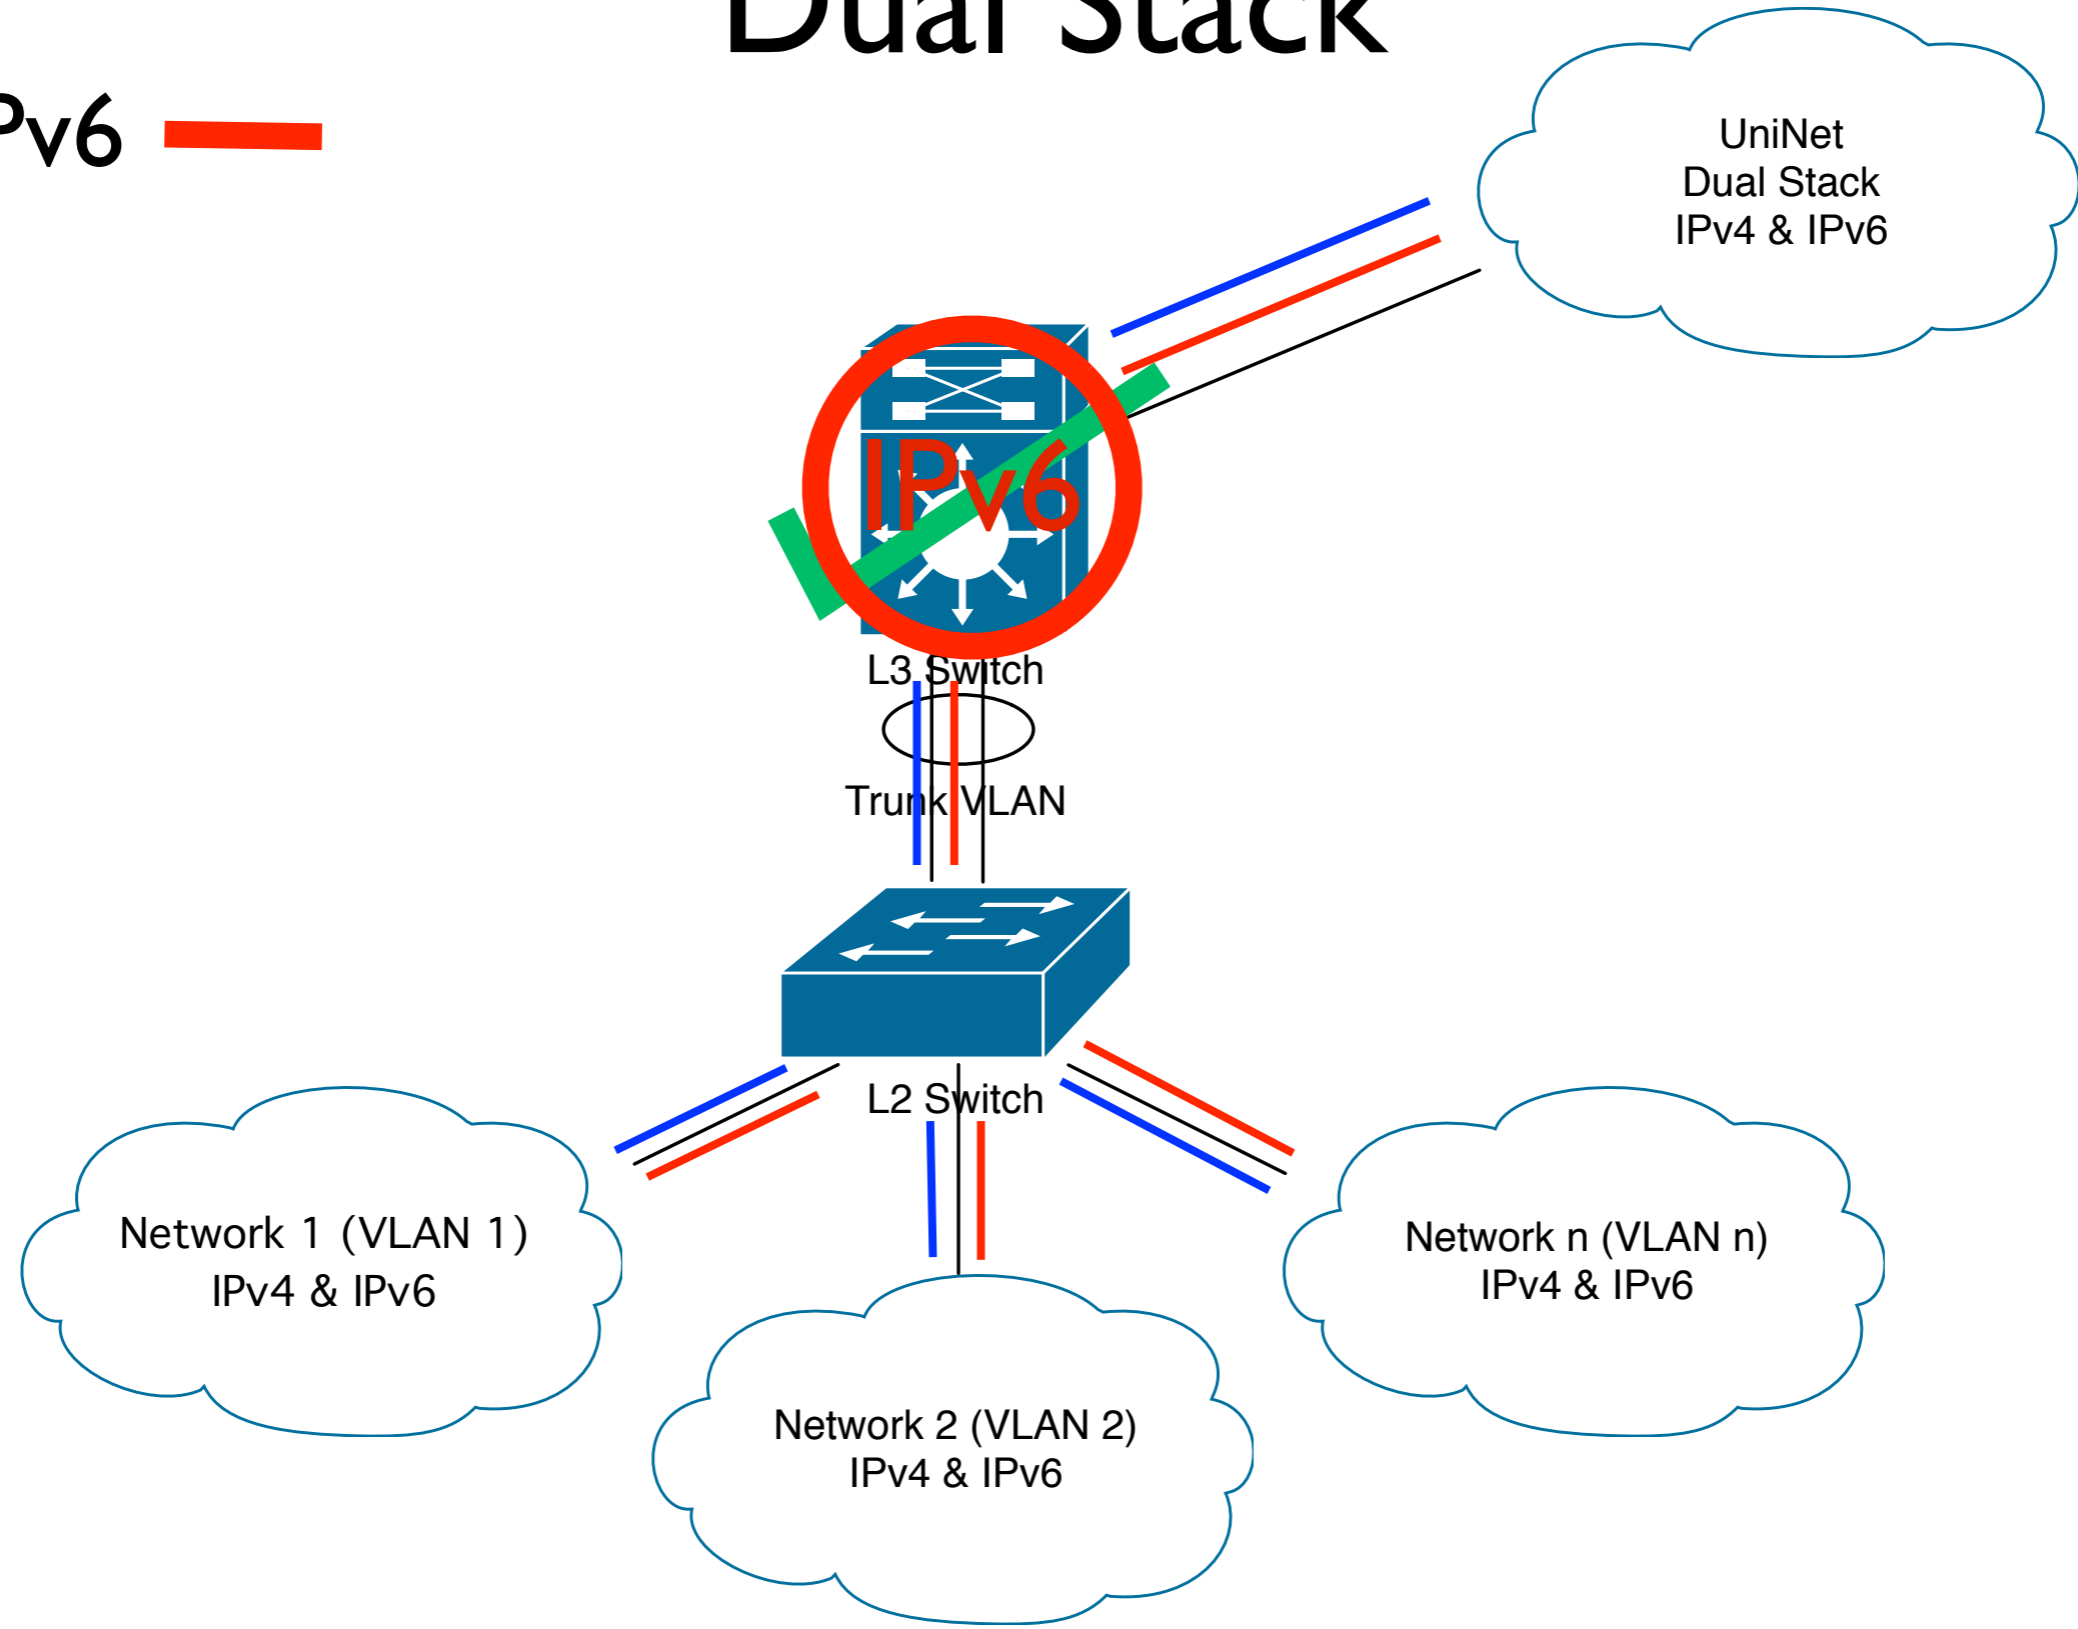 Dual Stack
Pv6
UniNet
Dual Stack
IPv4 & IPv6
IPv6
L3 Switch
Trunk VLAN
L2 Switch
Network 1 (VLAN 1)
IPv4 & IPv6
Network n (VLAN n)
IPv4 & IPv6
Network 2 (VLAN 2)
IPv4 & IPv6